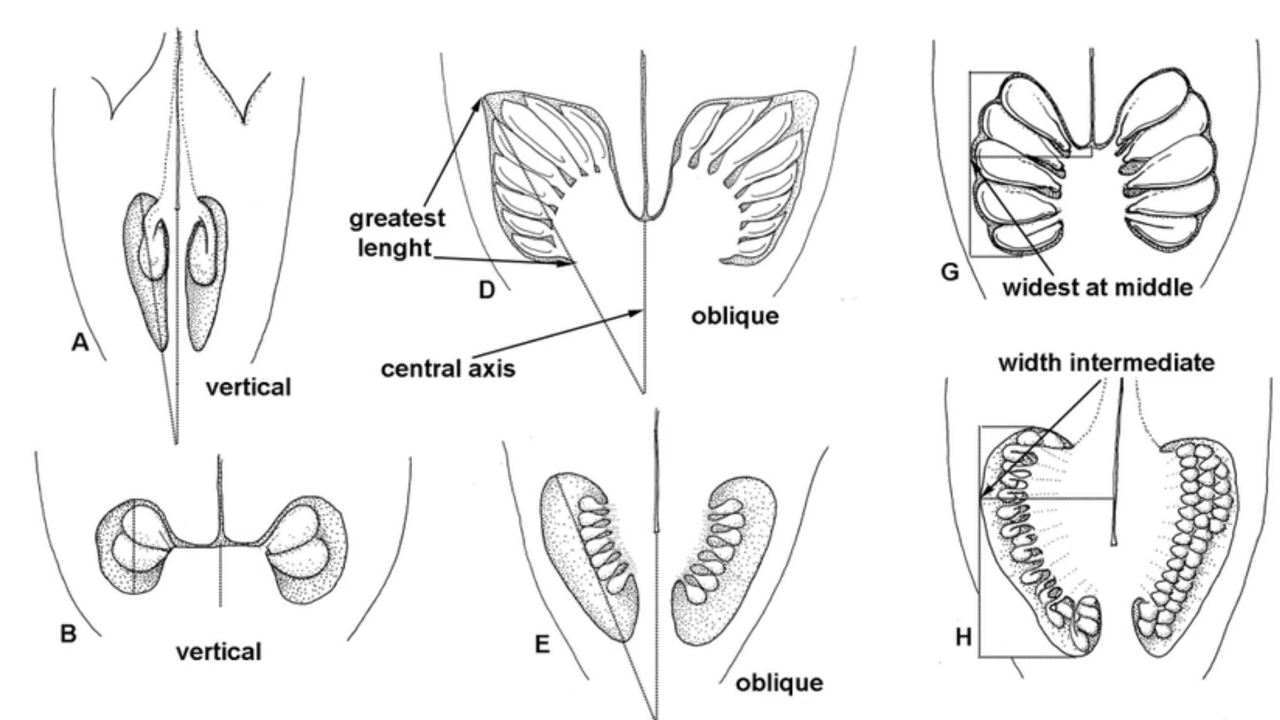 A
vertical
B
vertical
greatest
lenght
D
central axis
oblique
E
oblique
G
widest at middle
width intermediate
H